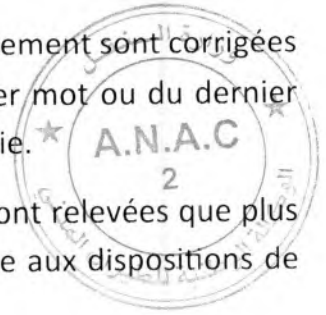 ement sont corrigées
er mot ou du dernier
ie.
A.N.A.C
2
ont relevées que plus
e aux dispositions de